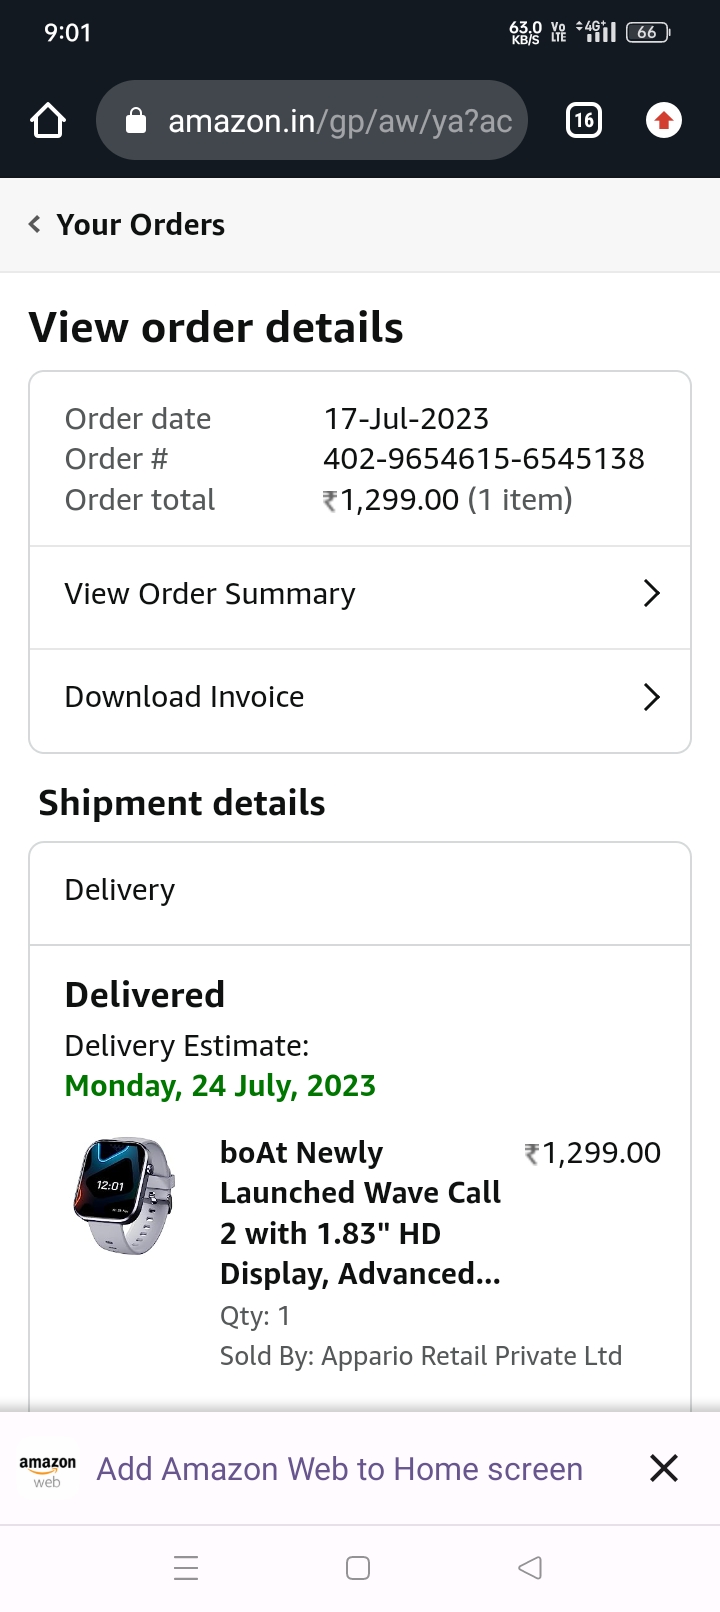 9:01
63.0 KB/S Vo LTE 4G+ 66
amazon.in/gp/aw/ya?ac
16
Your Orders
View order details
Order date 17-Jul-2023
Order # 402-9654615-6545138
Order total ₹1,299.00 (1 item)
View Order Summary
Download Invoice
Shipment details
Delivery
Delivered
Delivery Estimate:
Monday, 24 July, 2023
12:01
boAt Newly ₹1,299.00
Launched Wave Call
2 with 1.83" HD
Display, Advanced...
Qty: 1
Sold By: Appario Retail Private Ltd
amazon
web
Add Amazon Web to Home screen